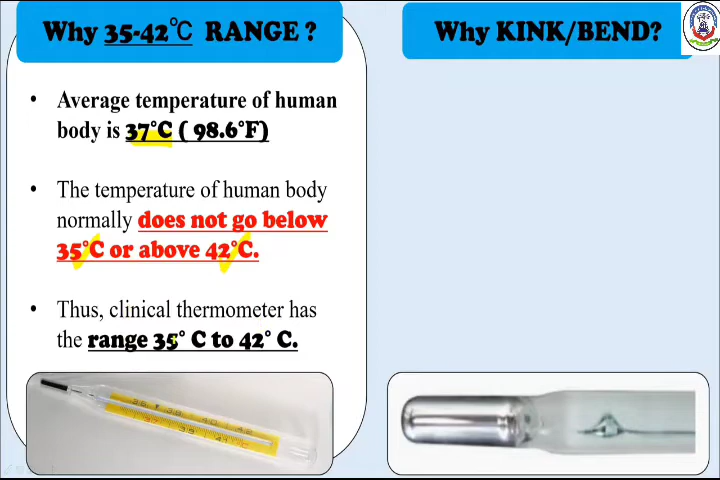 Why 35-42℃ RANGE ?
Why KINK/BEND?
• Average temperature of human
body is 37°C ( 98.6°F)
• The temperature of human body
normally does not go below
35°C or above 42°C.
• Thus, clinical thermometer has
the range 35° C to 42° C.